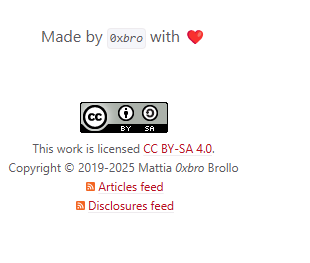 Made by 0xbro with ❤️
cc BY SA
This work is licensed CC BY-SA 4.0.
Copyright © 2019-2025 Mattia 0xbro Brollo
Articles feed
Disclosures feed